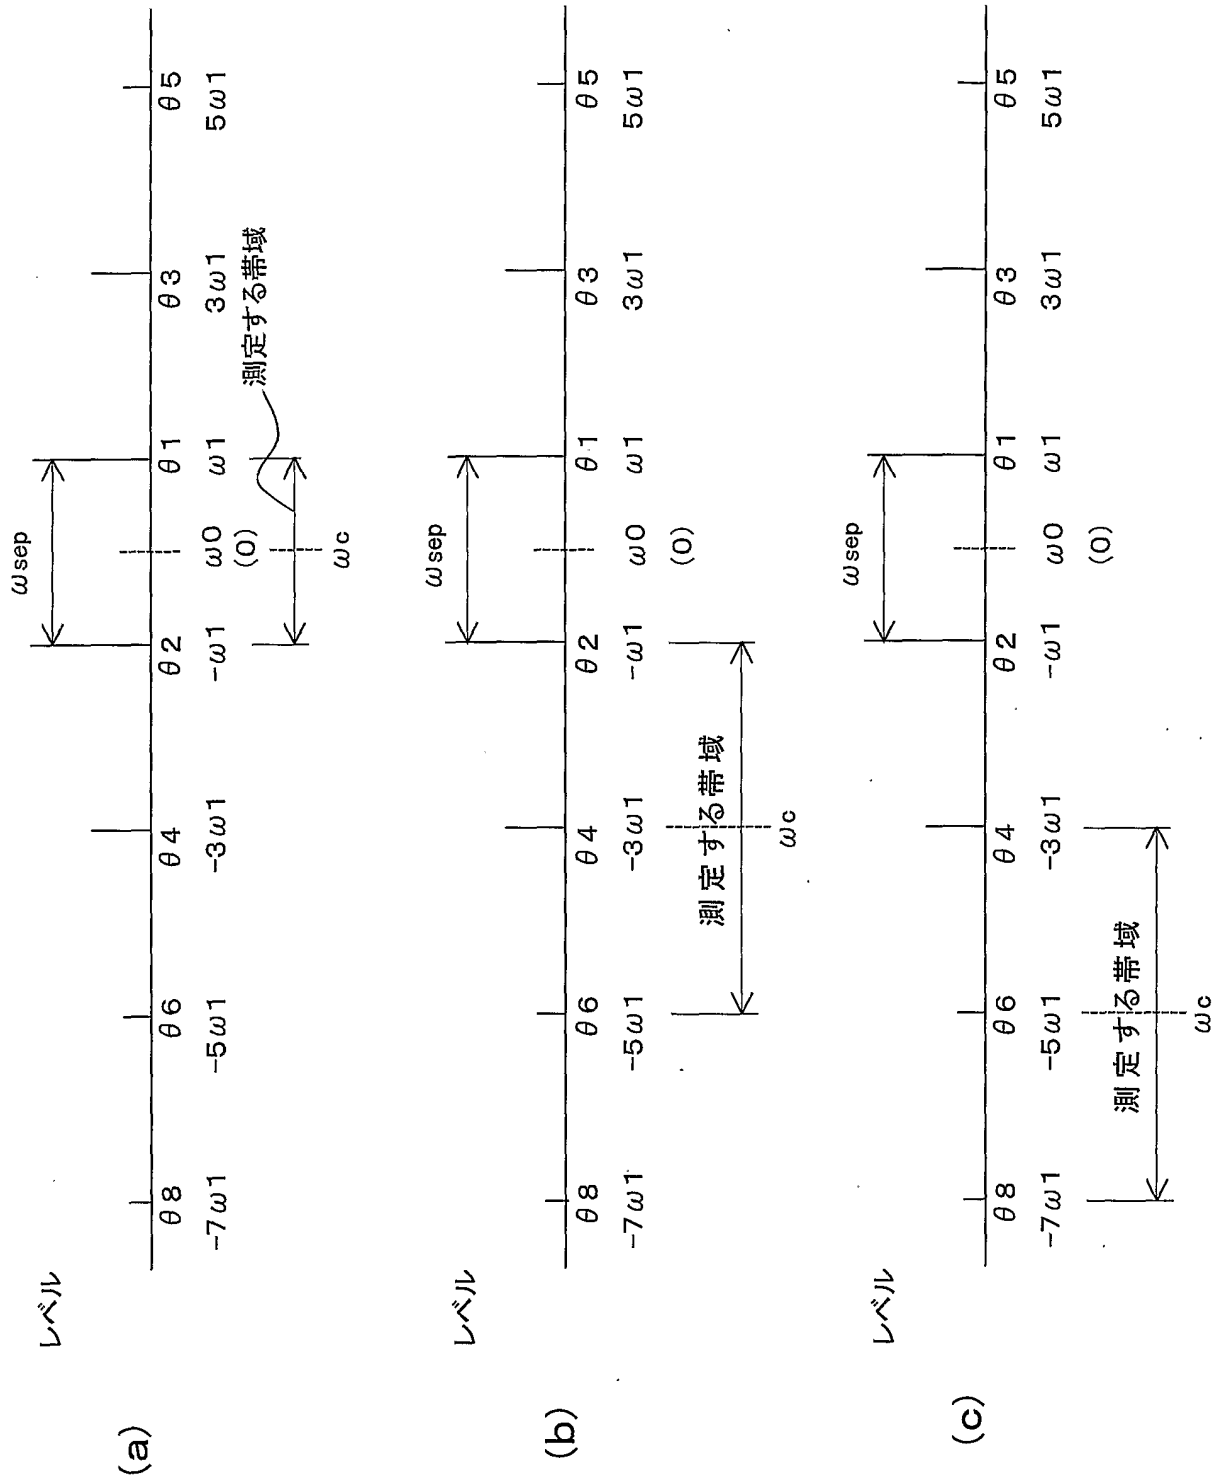 (a)
レベル
ωsep
θ8 θ6 θ4 θ2 θ1 θ3 θ5
-7ω1 -5ω1 -3ω1 -ω1 ω0 ω1 3ω1 5ω1
(0)
測定する帯域
ωc
(b)
レベル
ωsep
θ8 θ6 θ4 θ2 θ1 θ3 θ5
-7ω1 -5ω1 -3ω1 -ω1 ω0 ω1 3ω1 5ω1
(0)
測定する帯域
ωc
(c)
レベル
ωsep
θ8 θ6 θ4 θ2 θ1 θ3 θ5
-7ω1 -5ω1 -3ω1 -ω1 ω0 ω1 3ω1 5ω1
(0)
測定する帯域
ωc